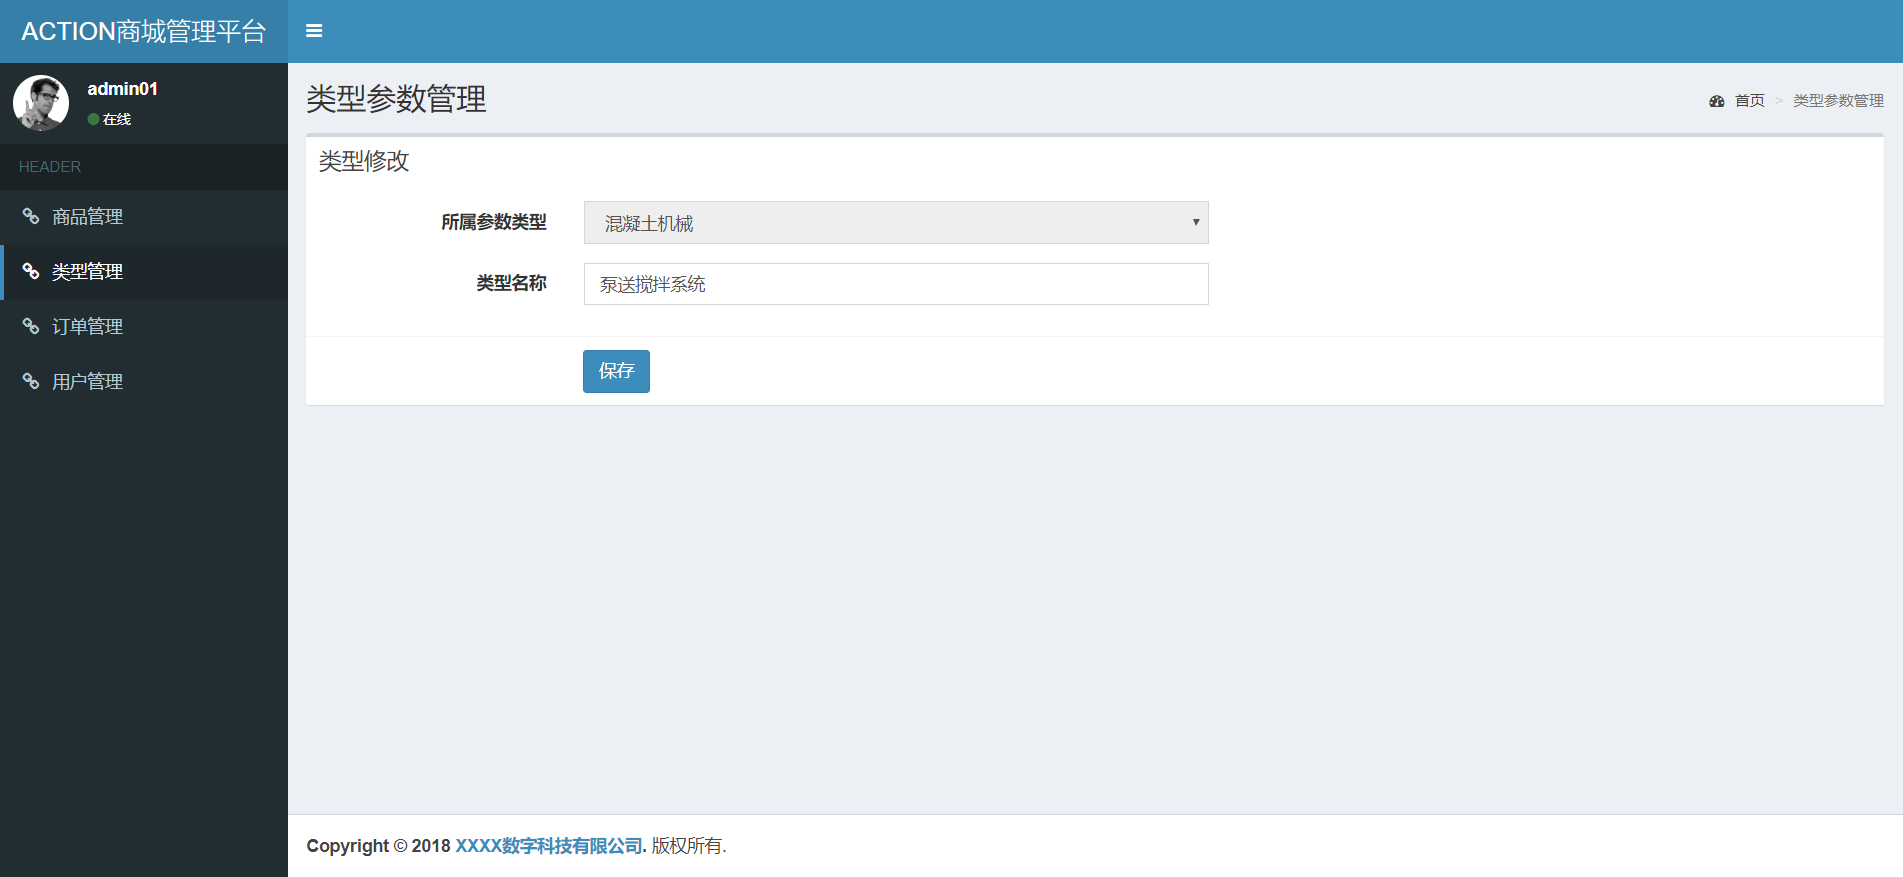 ACTION商城管理平台
admin01
在线
HEADER
商品管理
类型管理
订单管理
用户管理
类型参数管理
首页 > 类型参数管理
类型修改
所属参数类型 混凝土机械
类型名称 泵送搅拌系统
保存
Copyright © 2018 XXXX数字科技有限公司. 版权所有.